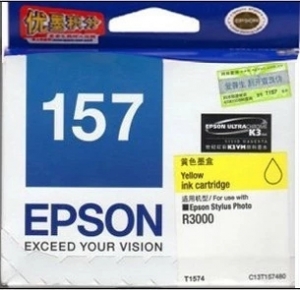 EPSON
157
EPSON ULTRACHROME
K3
黄色墨盒
Yellow
ink cartridge
适用机型/For use with
Epson Stylus Photo
R3000
EPSON
EXCEED YOUR VISION
T1574
C13T157480